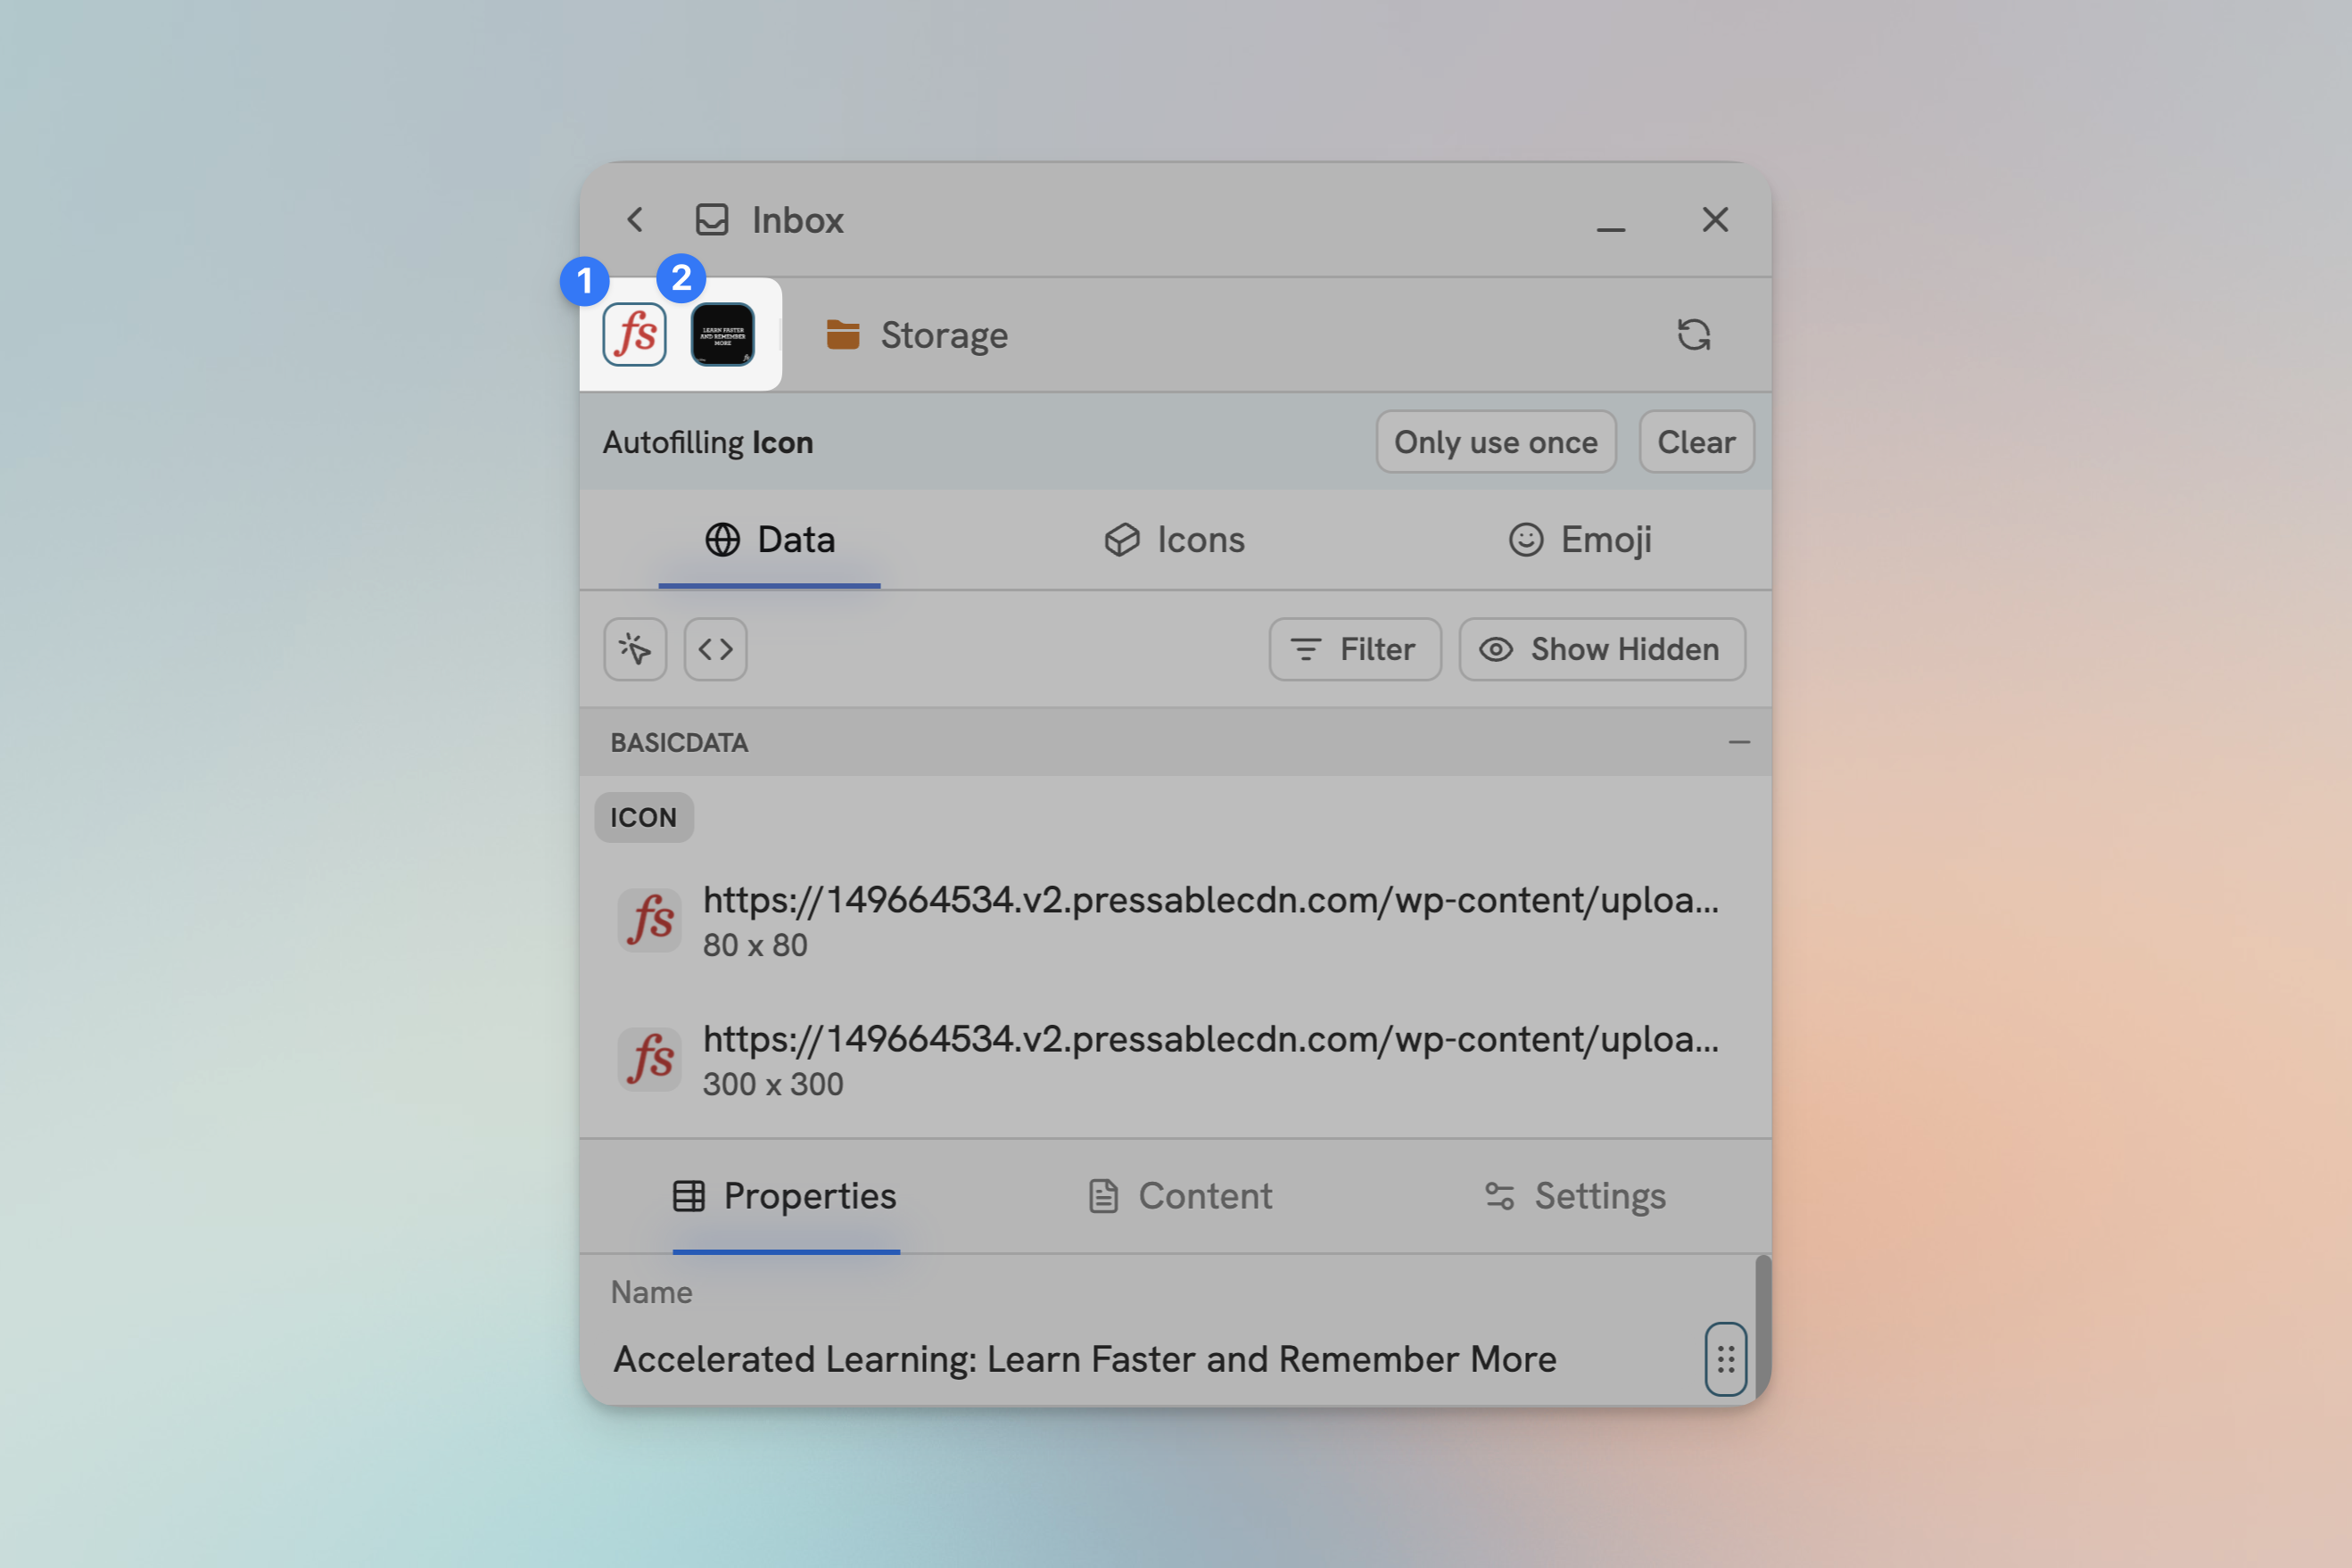 Inbox
1
2
fs
LEARN FASTER
AND REMEMBER
MORE
Storage
Autofilling Icon
Only use once
Clear
Data
Icons
Emoji
Filter
Show Hidden
BASICDATA
ICON
fs
https://149664534.v2.pressablecdn.com/wp-content/uploa...
80 x 80
fs
https://149664534.v2.pressablecdn.com/wp-content/uploa...
300 x 300
Properties
Content
Settings
Name
Accelerated Learning: Learn Faster and Remember More